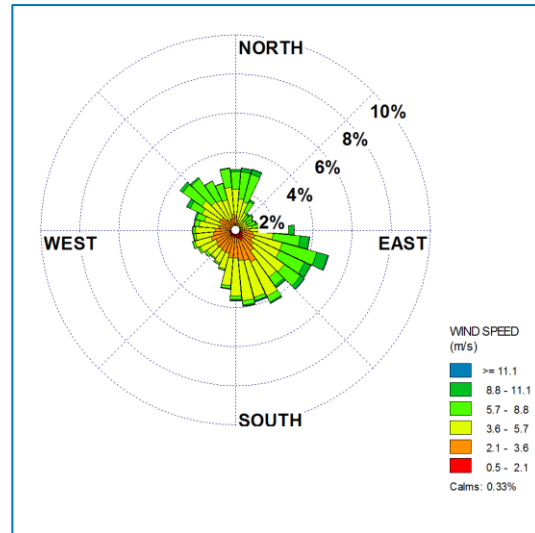 NORTH
10%
8%
6%
4%
2%
WEST
EAST
SOUTH
WIND SPEED
(m/s)
>= 11.1
8.8 - 11.1
5.7 - 8.8
3.6 - 5.7
2.1 - 3.6
0.5 - 2.1
Calms: 0.33%